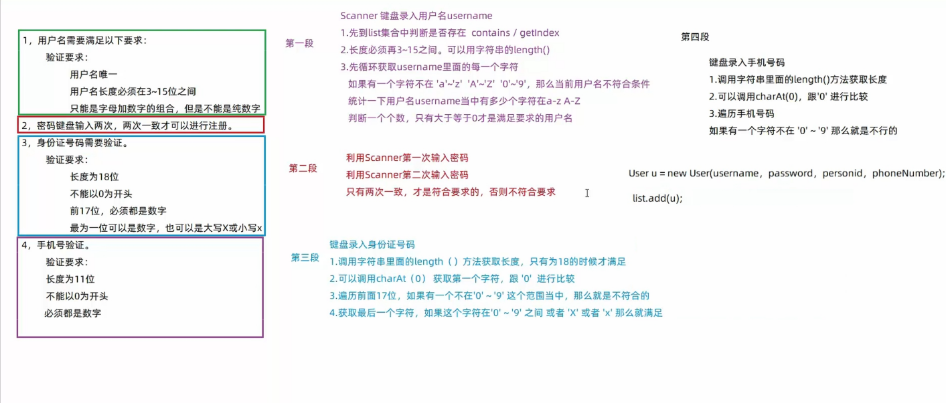 1，用户名需要满足以下要求：
验证要求：
用户名唯一
用户名长度必须在3~15位之间
只能是字母加数字的组合，但是不能是纯数字
2，密码键盘输入两次，两次一致才可以进行注册。
3，身份证号码需要验证。
验证要求：
长度为18位
不能以0为开头
前17位，必须都是数字
最为一位可以是数字，也可以是大写X或小写x
4，手机号验证。
验证要求：
长度为11位
不能以0为开头
必须都是数字
第一段
Scanner 键盘录入用户名username
1.先到list集合中判断是否存在 contains / getIndex
2.长度必须再3~15之间。可以用字符串的length()
3.先循环获取username里面的每一个字符
如果有一个字符不在 'a'~'z' 'A'~'Z' '0'~'9'，那么当前用户名不符合条件
统计一下用户名username当中有多少个字符在a-z A-Z
判断一个个数，只有大于等于0才是满足要求的用户名
第二段
利用Scanner第一次输入密码
利用Scanner第二次输入密码
只有两次一致，才是符合要求的，否则不符合要求
第三段
键盘录入身份证号码
1.调用字符串里面的length（）方法获取长度，只有为18的时候才满足
2.可以调用charAt（0） 获取第一个字符，跟 '0' 进行比较
3.遍历前面17位，如果有一个不在'0' ~ '9' 这个范围当中，那么就是不符合的
4.获取最后一个字符，如果这个字符在'0' ~ '9' 之间 或者 'X' 或者 'x' 那么就满足
第四段
键盘录入手机号码
1.调用字符串里面的length()方法获取长度
2.可以调用charAt(0)，跟'0' 进行比较
3.遍历手机号码
如果有一个字符不在 '0' ~ '9' 那么就是不行的
User u = new User(username，password，personid，phoneNumber);
list.add(u);